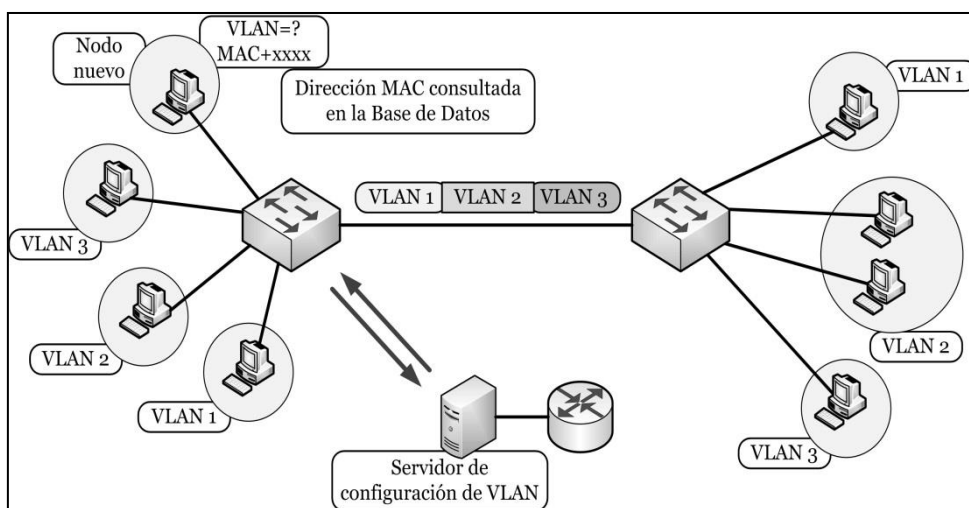 Nodo
nuevo
VLAN=?
MAC+xxxx
Dirección MAC consultada
en la Base de Datos
VLAN 1
VLAN 3
VLAN 1
VLAN 2
VLAN 3
VLAN 2
VLAN 2
VLAN 1
VLAN 3
Servidor de
configuración de VLAN